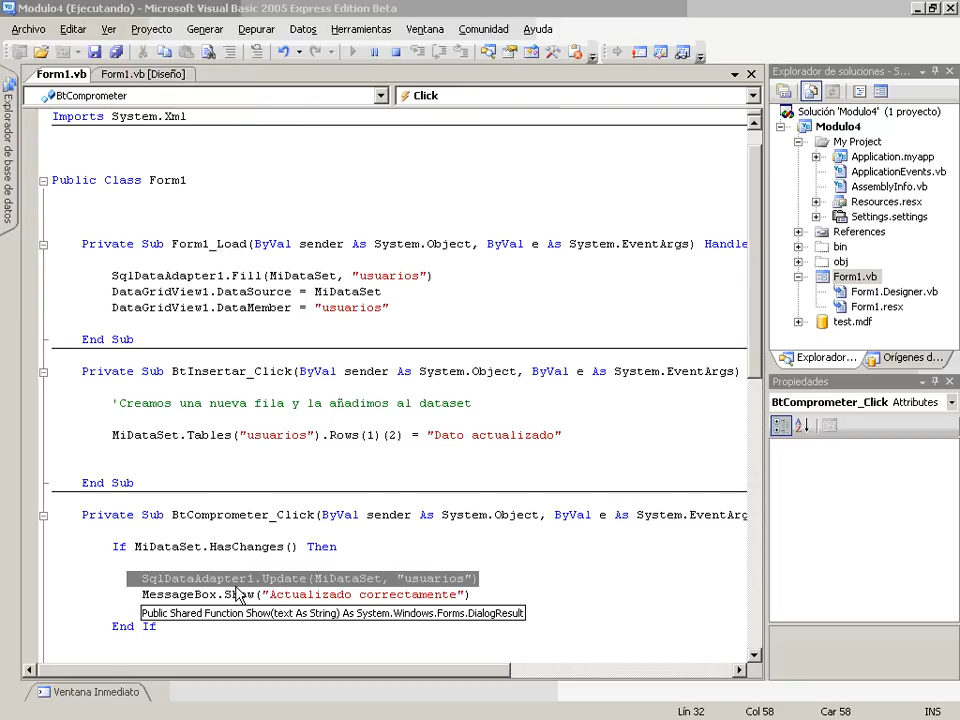 Modulo4 (Ejecutando) - Microsoft Visual Basic 2005 Express Edition Beta
Archivo Editar Ver Proyecto Generar Depurar Datos Herramientas Ventana Comunidad Ayuda
Form1.vb Form1.vb [Diseño]
BtComprometer Click
Explorador de base de datos
Imports System.Xml
Public Class Form1
Private Sub Form1_Load(ByVal sender As System.Object, ByVal e As System.EventArgs) Handle
SqlDataAdapter1.Fill(MiDataSet, "usuarios")
DataGridView1.DataSource = MiDataSet
DataGridView1.DataMember = "usuarios"
End Sub
Private Sub BtInsertar_Click(ByVal sender As System.Object, ByVal e As System.EventArgs)
'Creamos una nueva fila y la añadimos al dataset
MiDataSet.Tables("usuarios").Rows(1)(2) = "Dato actualizado"
End Sub
Private Sub BtComprometer_Click(ByVal sender As System.Object, ByVal e As System.EventArg
If MiDataSet.HasChanges() Then
SqlDataAdapter1.Update(MiDataSet, "usuarios")
MessageBox.Show("Actualizado correctamente")
Public Shared Function Show(text As String) As System.Windows.Forms.DialogResult
End If
Explorador de soluciones - S...
Solución 'Modulo4' (1 proyecto)
Modulo4
My Project
Application.myapp
ApplicationEvents.vb
AssemblyInfo.vb
Resources.resx
Settings.settings
References
bin
obj
Form1.vb
Form1.Designer.vb
Form1.resx
test.mdf
Explorador... Orígenes d...
Propiedades
BtComprometer_Click Attributes
Ventana Inmediato
Lín 32 Col 58 Car 58 INS